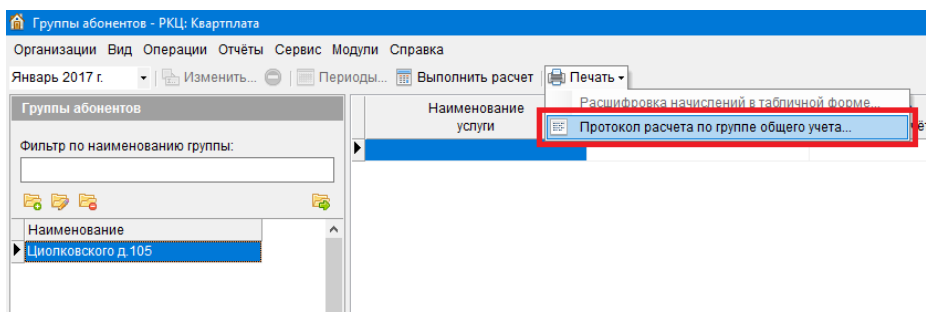 Группы абонентов - РКЦ: Квартплата
Организации Вид Операции Отчёты Сервис Модули Справка
Январь 2017 г. Изменить... Периоды... Выполнить расчет Печать
Группы абонентов
Наименование услуги
Расшифровка начислений в табличной форме...
Протокол расчета по группе общего учета...
Фильтр по наименованию группы:
Наименование
Циолковского д.105